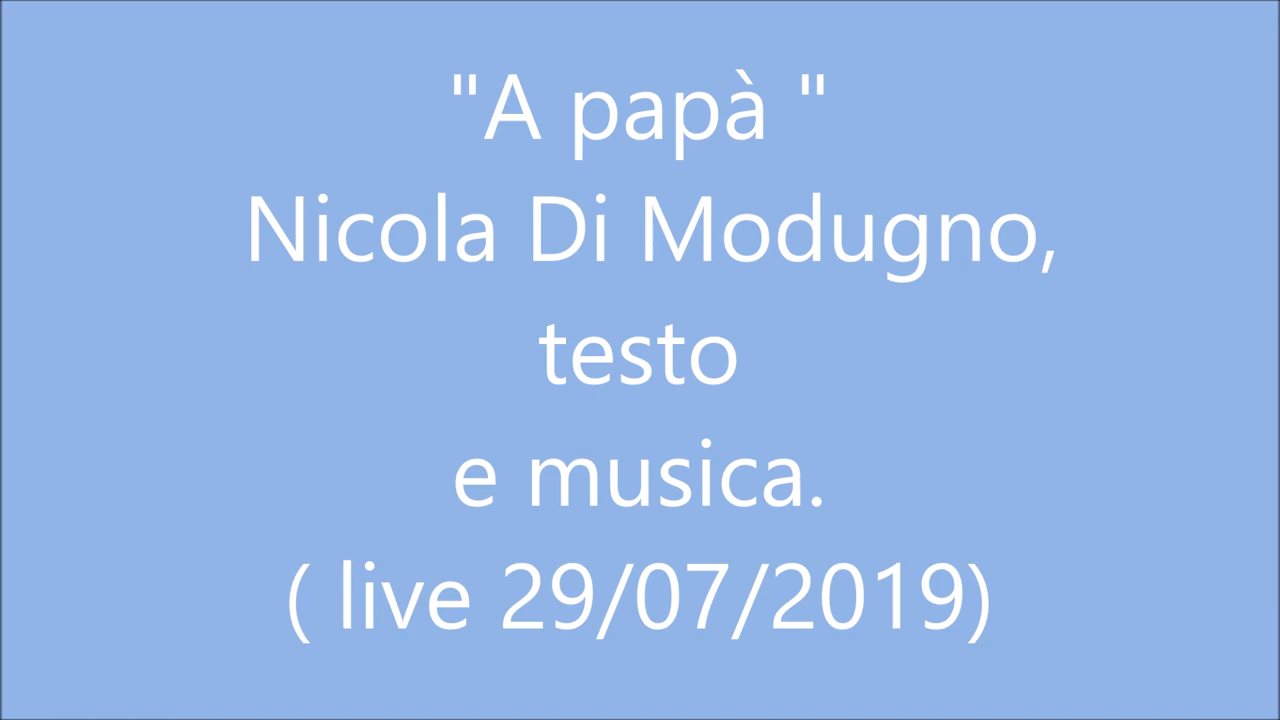 "A papà "
Nicola Di Modugno,
testo
e musica.
( live 29/07/2019)